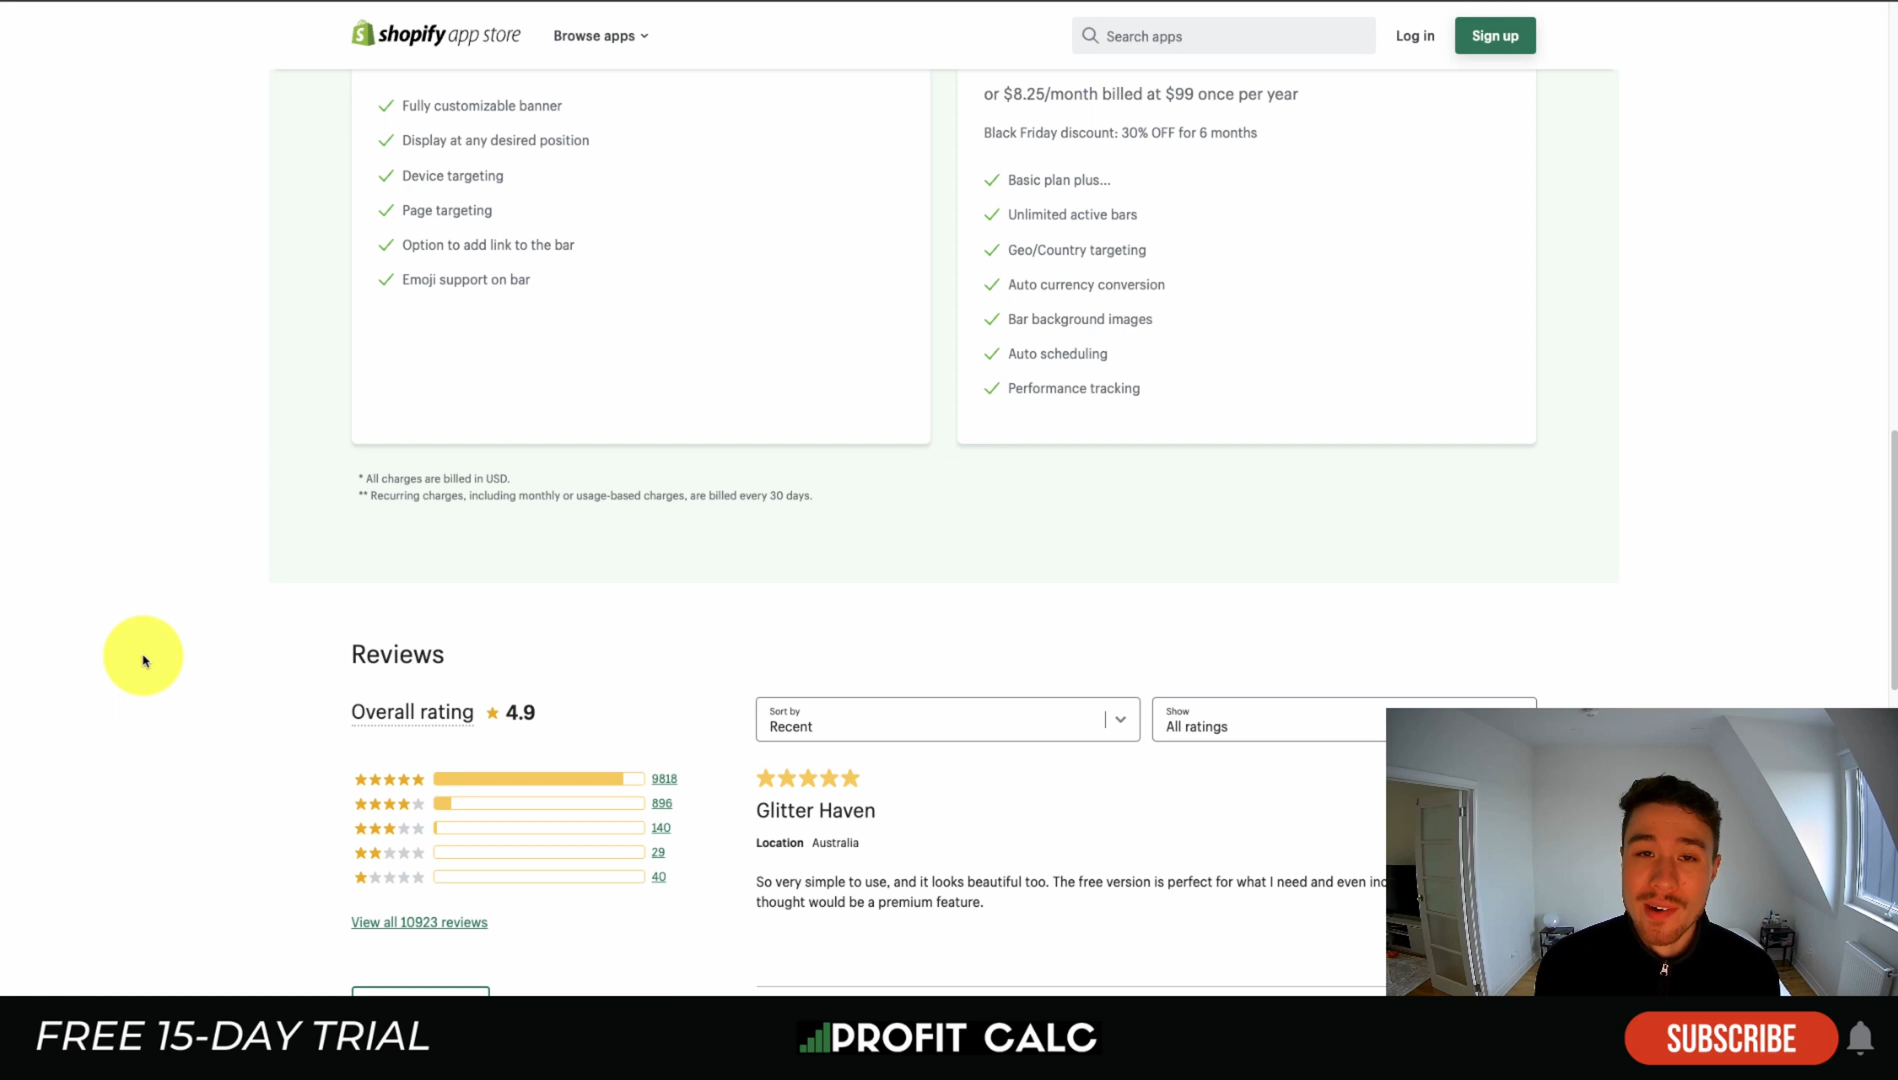 shopify app store
Browse apps
Search apps
Log in
Sign up
Fully customizable banner
Display at any desired position
Device targeting
Page targeting
Option to add link to the bar
Emoji support on bar
or $8.25/month billed at $99 once per year
Black Friday discount: 30% OFF for 6 months
Basic plan plus...
Unlimited active bars
Geo/Country targeting
Auto currency conversion
Bar background images
Auto scheduling
Performance tracking
* All charges are billed in USD.
** Recurring charges, including monthly or usage-based charges, are billed every 30 days.
Reviews
Overall rating 4.9
9818
896
140
29
40
View all 10923 reviews
Sort by
Recent
Show
All ratings
Glitter Haven
Location Australia
So very simple to use, and it looks beautiful too. The free version is perfect for what I need and even
thought would be a premium feature.
FREE 15-DAY TRIAL
PROFIT CALC
SUBSCRIBE